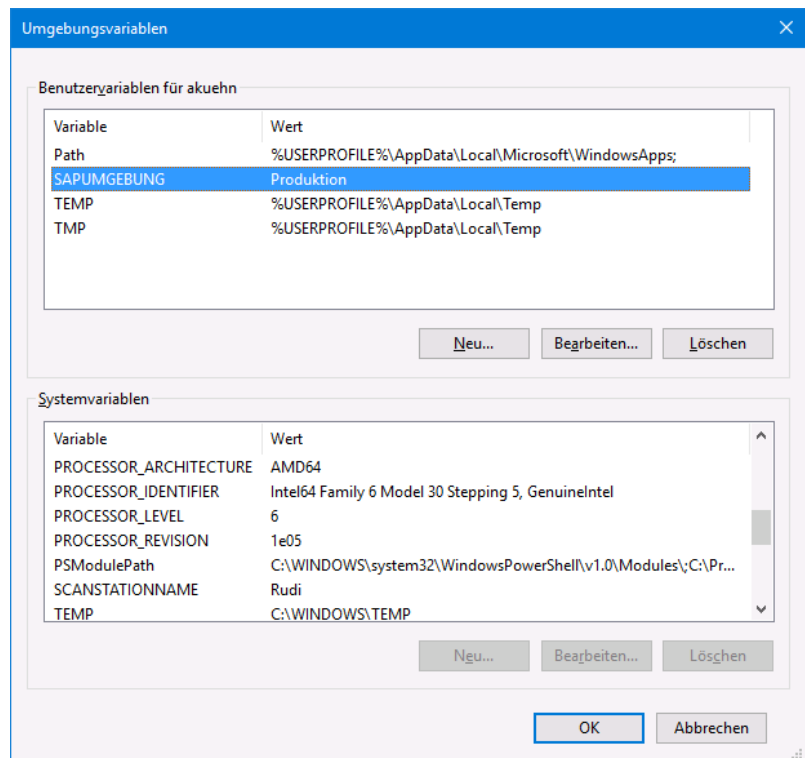 Umgebungsvariablen
Benutzervariablen für akuehn
Variable Wert
Path %USERPROFILE%\AppData\Local\Microsoft\WindowsApps;
SAPUMGEBUNG Produktion
TEMP %USERPROFILE%\AppData\Local\Temp
TMP %USERPROFILE%\AppData\Local\Temp
Neu... Bearbeiten... Löschen
Systemvariablen
Variable Wert
PROCESSOR_ARCHITECTURE AMD64
PROCESSOR_IDENTIFIER Intel64 Family 6 Model 30 Stepping 5, GenuineIntel
PROCESSOR_LEVEL 6
PROCESSOR_REVISION 1e05
PSModulePath C:\WINDOWS\system32\WindowsPowerShell\v1.0\Modules\;C:\Pr...
SCANSTATIONNAME Rudi
TEMP C:\WINDOWS\TEMP
Neu... Bearbeiten... Löschen
OK Abbrechen